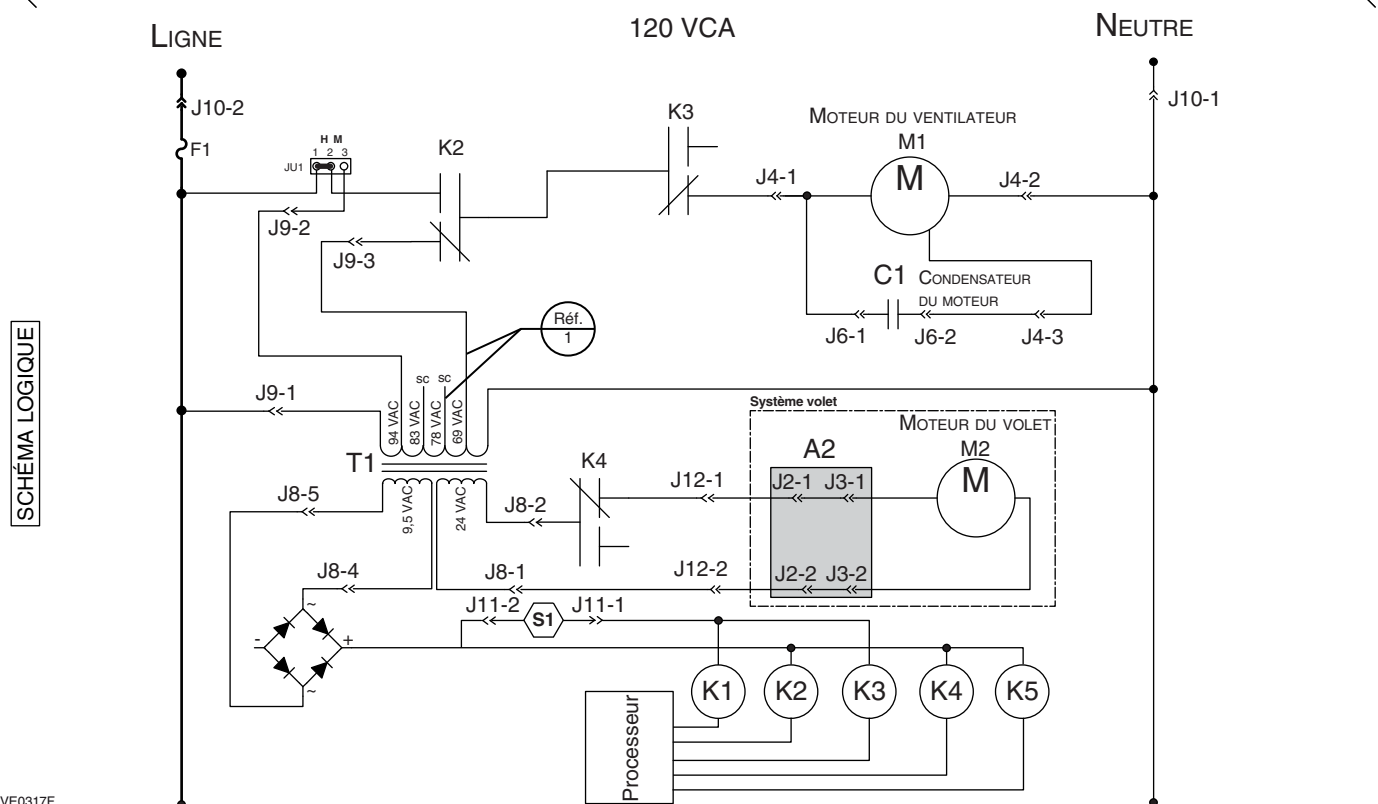 LIGNE
120 VCA
NEUTRE
J10-2
J10-1
F1
H M
1 2 3
JU1
K2
K3
MOTEUR DU VENTILATEUR
M1
M
J4-1
J4-2
J9-2
J9-3
C1 CONDENSATEUR
DU MOTEUR
J6-1
J6-2
J4-3
Réf.
1
SCHÉMA LOGIQUE
J9-1
94 VAC
83 VAC
SC
78 VAC
SC
69 VAC
T1
9,5 VAC
24 VAC
Système volet
MOTEUR DU VOLET
A2
M2
M
K4
J12-1
J2-1
J3-1
J8-5
J8-2
J8-4
J8-1
J12-2
J2-2
J3-2
J11-2
S1
J11-1
~
-
+
~
K1
K2
K3
K4
K5
Processeur